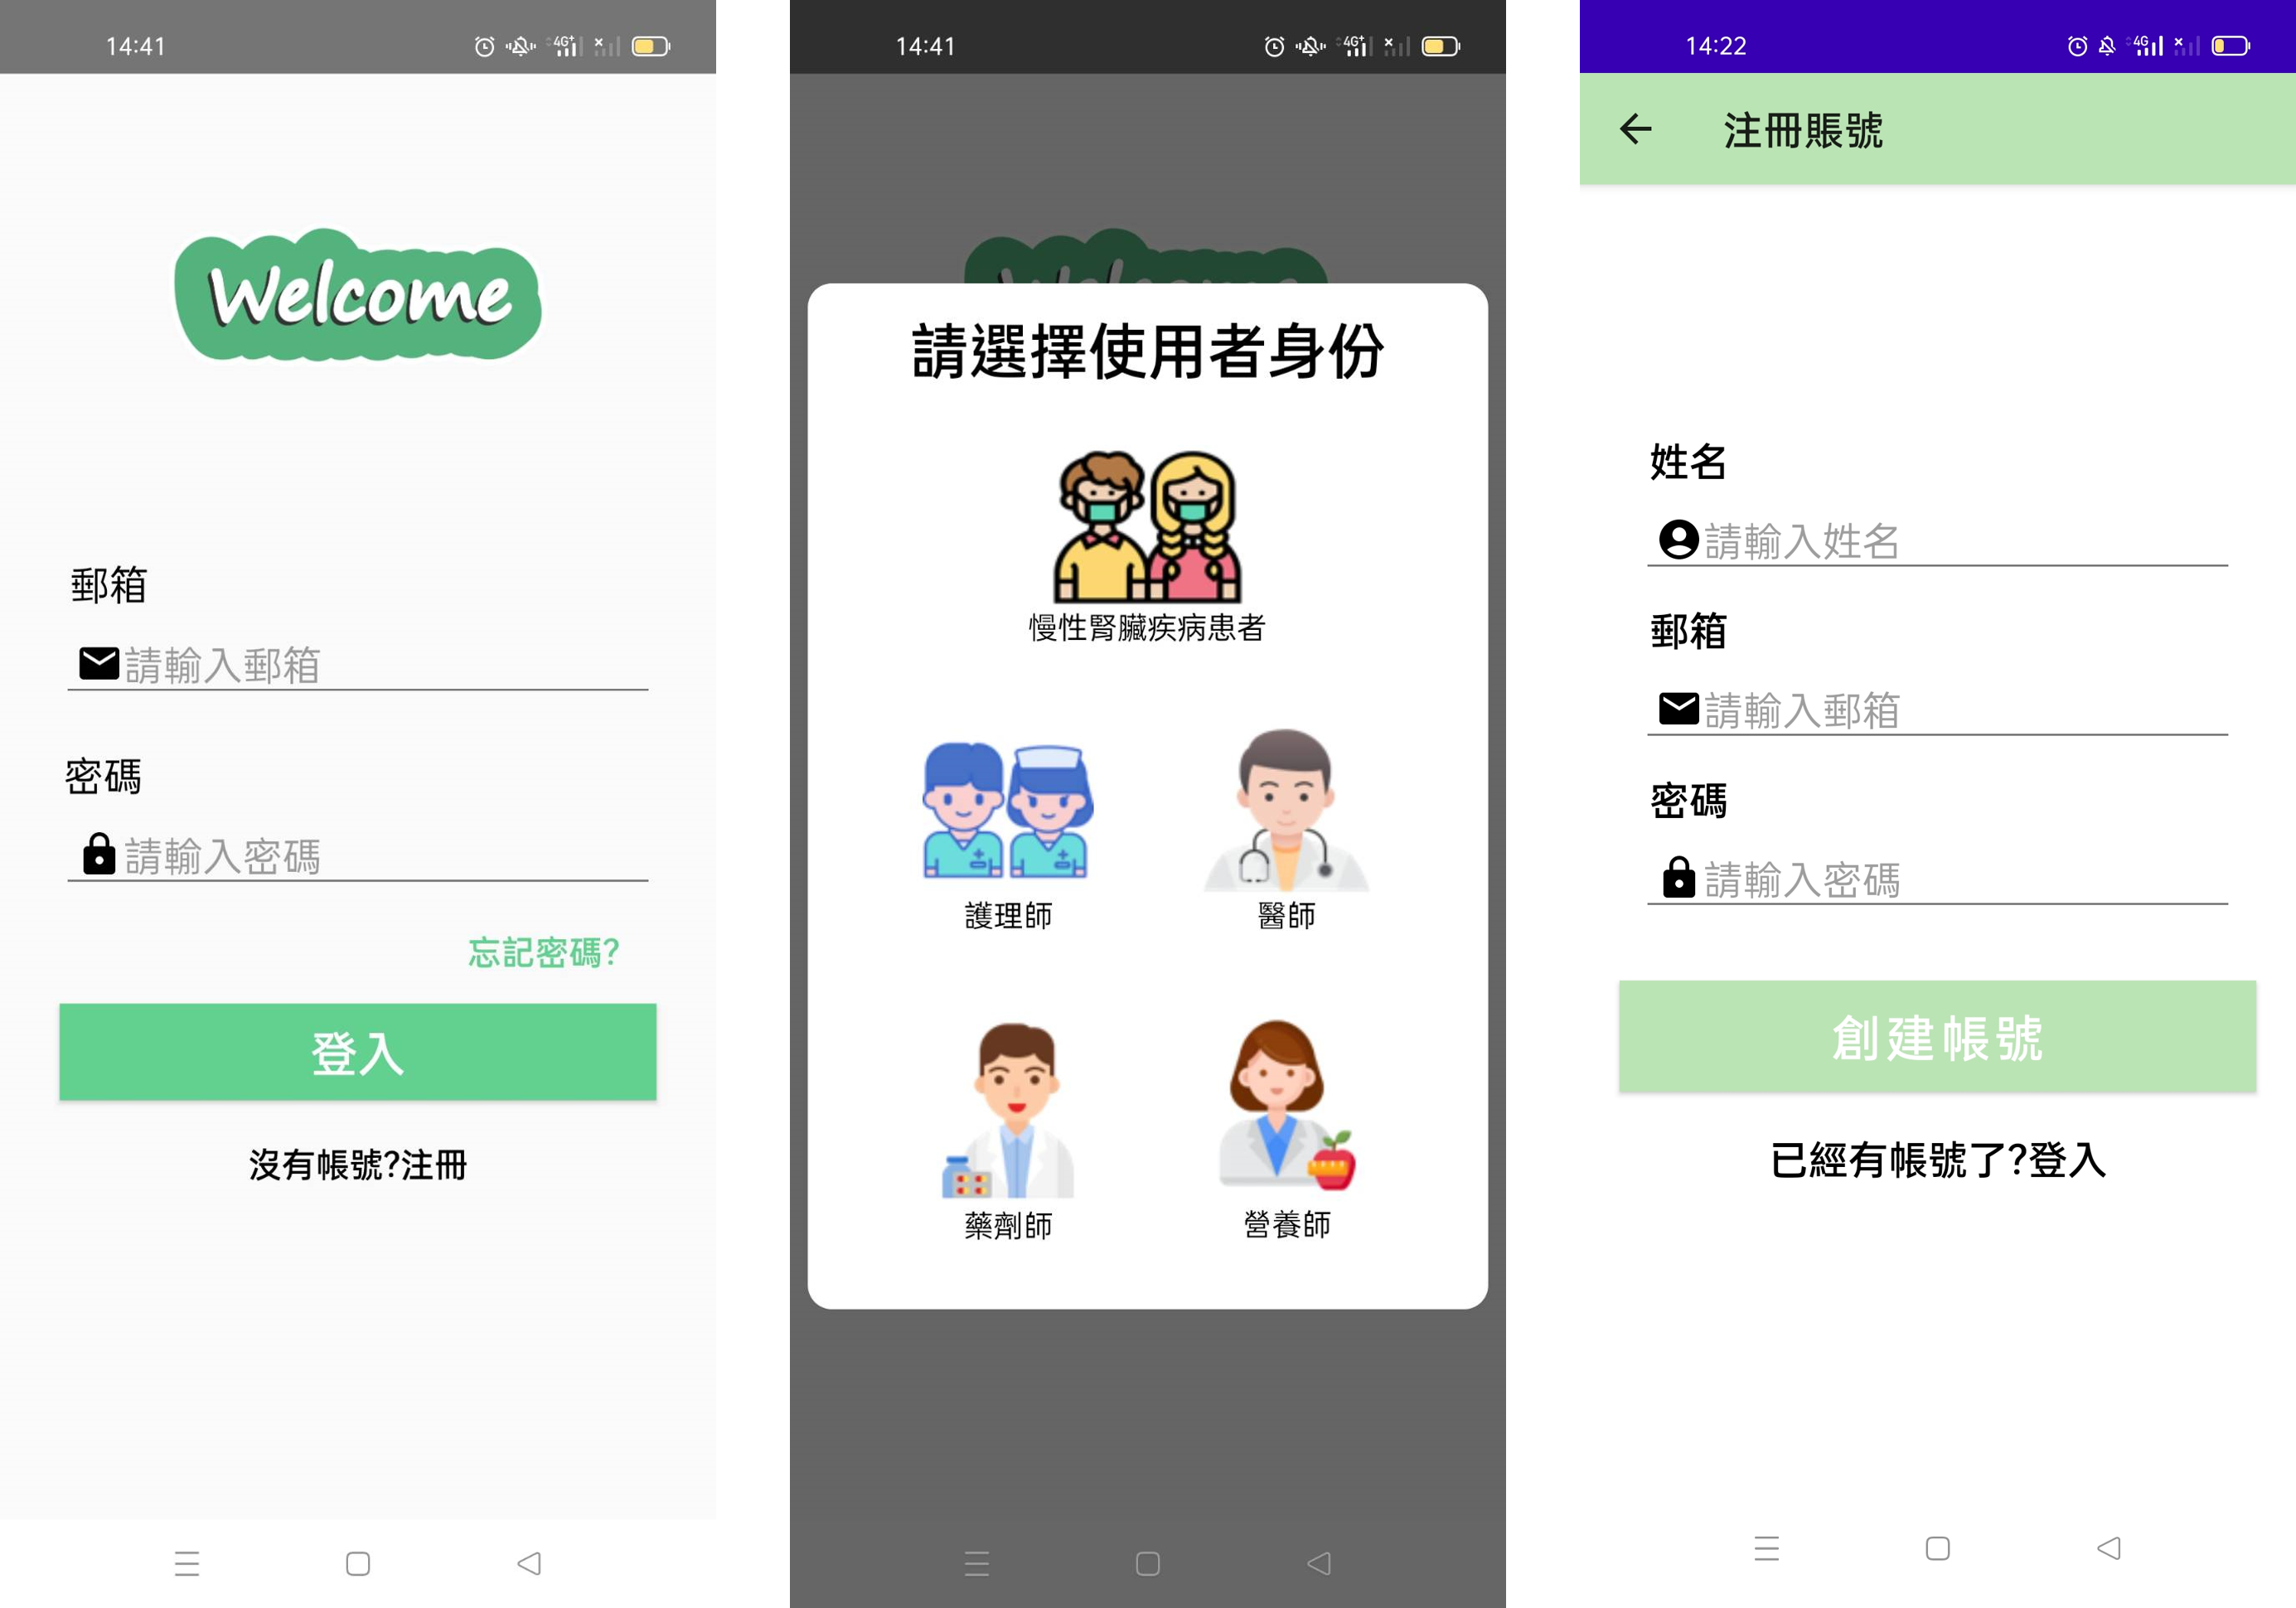 14:41
4G+
Welcome
郵箱
請輸入郵箱
密碼
請輸入密碼
忘記密碼?
登入
沒有帳號?注冊
14:41
4G+
請選擇使用者身份
慢性腎臟疾病患者
護理師
醫師
藥劑師
營養師
14:22
4G
注冊賬號
姓名
請輸入姓名
郵箱
請輸入郵箱
密碼
請輸入密碼
創建帳號
已經有帳號了?登入